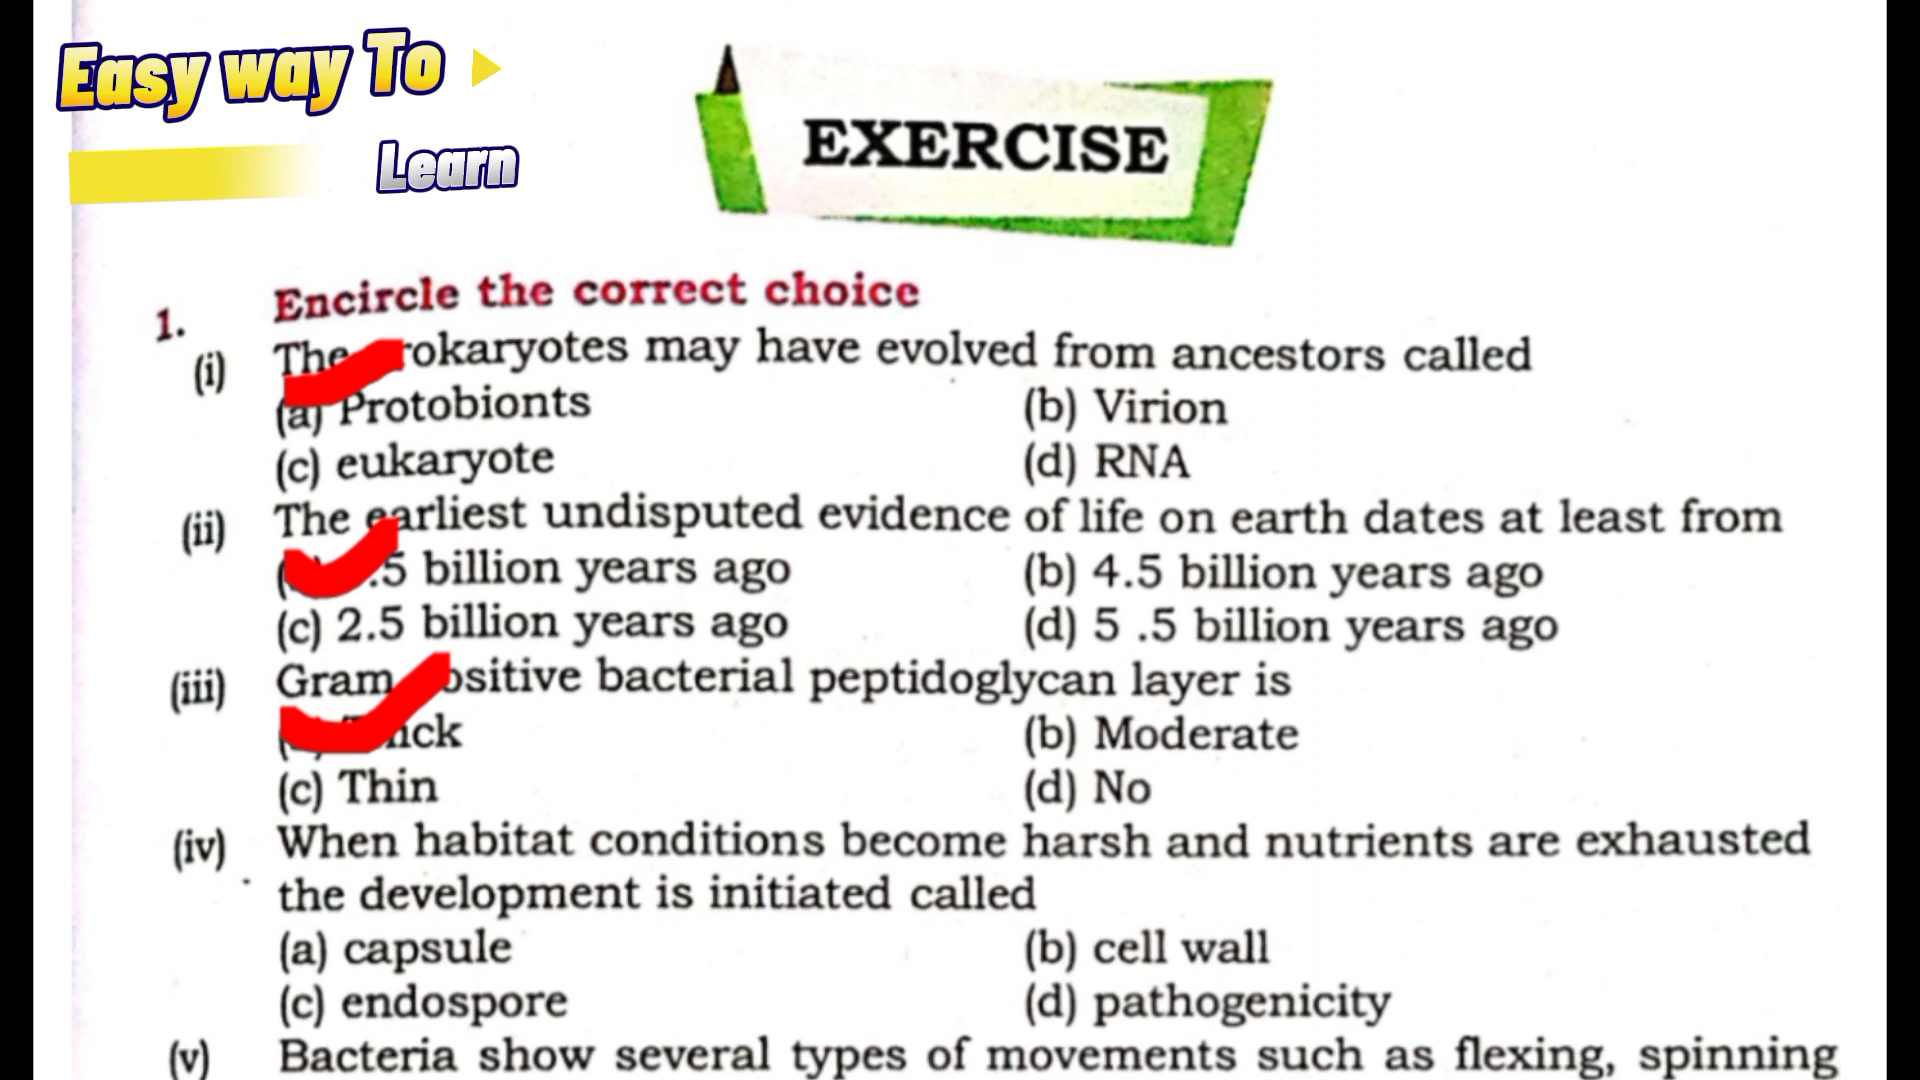 Easy way To
Learn
EXERCISE
1. Encircle the correct choice
(i) The rokaryotes may have evolved from ancestors called
(a) Protobionts (b) Virion
(c) eukaryote (d) RNA
(ii) The earliest undisputed evidence of life on earth dates at least from
.5 billion years ago (b) 4.5 billion years ago
(c) 2.5 billion years ago (d) 5 .5 billion years ago
(iii) Gram ositive bacterial peptidoglycan layer is
(b) Moderate
(c) Thin (d) No
(iv) When habitat conditions become harsh and nutrients are exhausted
the development is initiated called
(a) capsule (b) cell wall
(c) endospore (d) pathogenicity
(v) Bacteria show several types of movements such as flexing, spinning